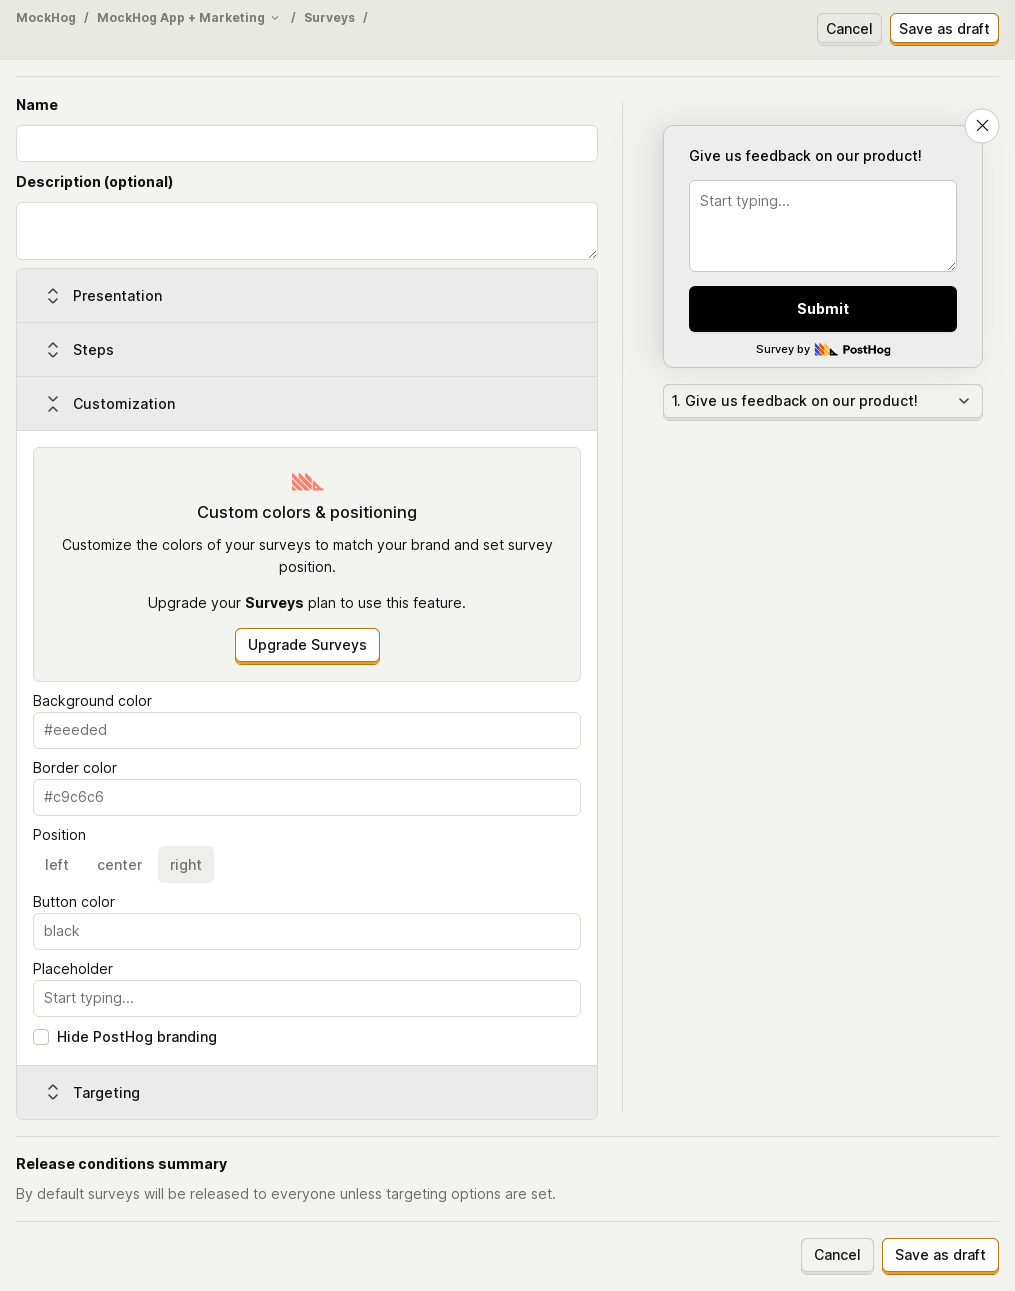 MockHog / MockHog App + Marketing / Surveys /
Cancel
Save as draft
Name
Description (optional)
Presentation
Steps
Customization
Custom colors & positioning
Customize the colors of your surveys to match your brand and set survey
position.
Upgrade your Surveys plan to use this feature.
Upgrade Surveys
Background color
#eeeded
Border color
#c9c6c6
Position
left center right
Button color
black
Placeholder
Start typing...
Hide PostHog branding
Targeting
Give us feedback on our product!
Start typing...
Submit
Survey by PostHog
1. Give us feedback on our product!
Release conditions summary
By default surveys will be released to everyone unless targeting options are set.
Cancel
Save as draft